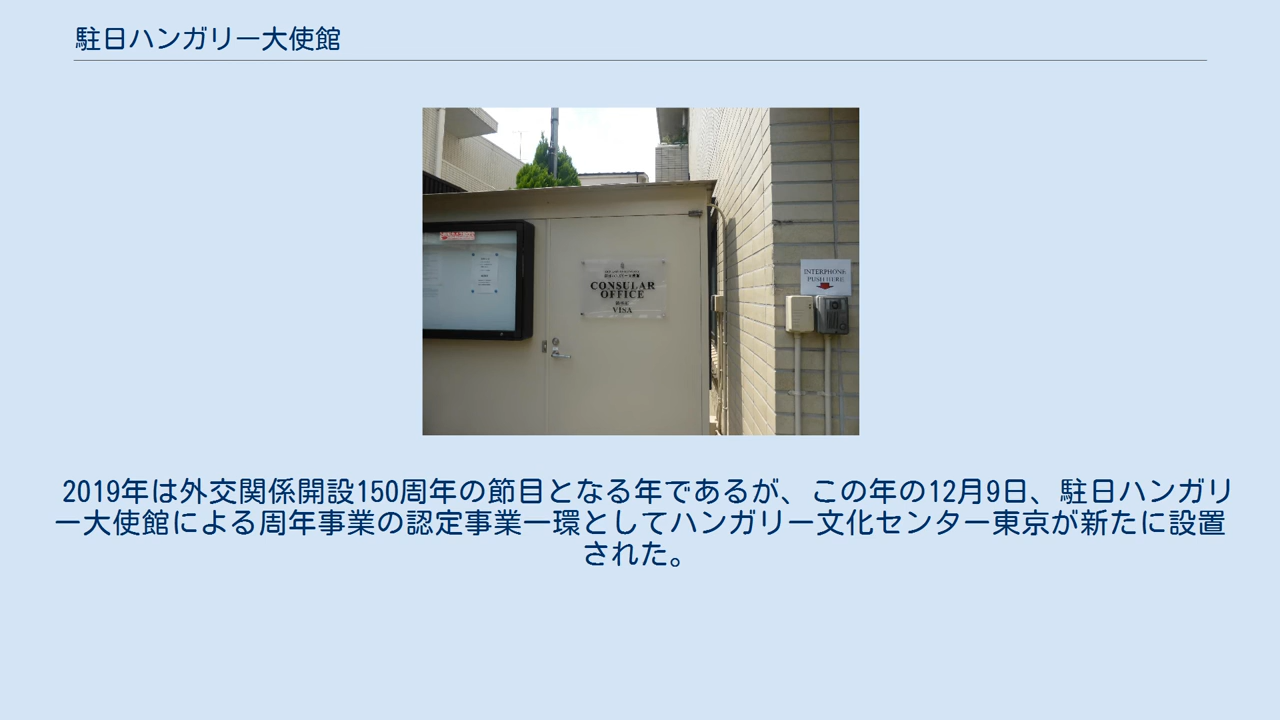 駐日ハンガリー大使館
CONSULAR
OFFICE
VISA
INTERPHONE
PUSH HERE
2019年は外交関係開設150周年の節目となる年であるが、この年の12月9日、駐日ハンガリ
ー大使館による周年事業の認定事業一環としてハンガリー文化センター東京が新たに設置
された。